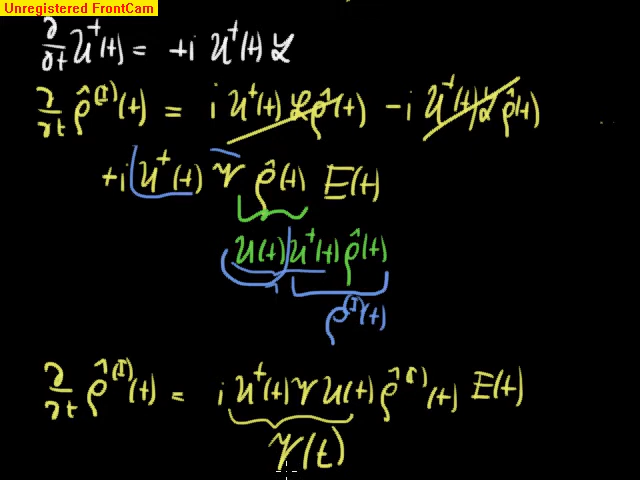 Unregistered FrontCam
∂/∂t 𝒰⁺(t) = +i 𝒰⁺(t) ℒ
∂/∂t ρ̂⁽ᴵ⁾(t) = i 𝒰⁺(t) ℒ ρ̂(t) − i 𝒰⁺(t) ℒ ρ̂(t)
+i 𝒰⁺(t) 𝒱 ρ̂(t) E(t)
𝒰(t) 𝒰⁺(t) ρ̂(t)
ρ⁽ᴵ⁾(t)
∂/∂t ρ̂⁽ᴵ⁾(t) = i 𝒰⁺(t) 𝒱 𝒰(t) ρ̂⁽ᴵ⁾(t) E(t)
𝒱(t)